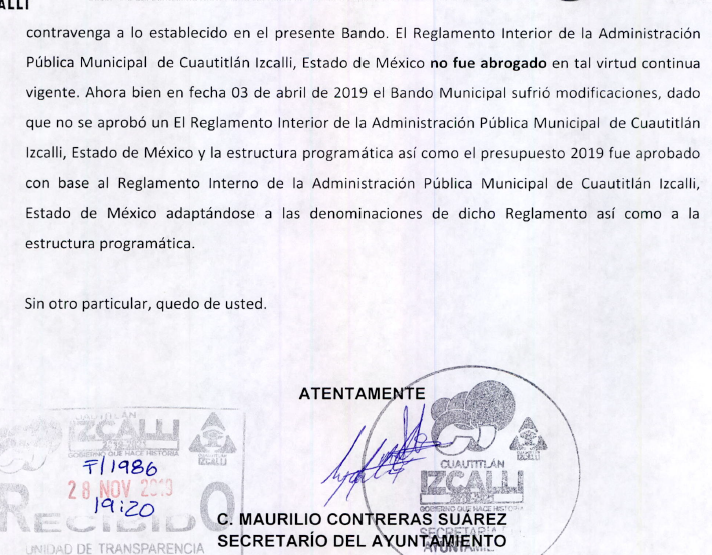 ALLI
contravenga a lo establecido en el presente Bando. El Reglamento Interior de la Administración
Pública Municipal de Cuautitlán Izcalli, Estado de México no fue abrogado en tal virtud continua
vigente. Ahora bien en fecha 03 de abril de 2019 el Bando Municipal sufrió modificaciones, dado
que no se aprobó un El Reglamento Interior de la Administración Pública Municipal de Cuautitlán
Izcalli, Estado de México y la estructura programática así como el presupuesto 2019 fue aprobado
con base al Reglamento Interno de la Administración Pública Municipal de Cuautitlán Izcalli,
Estado de México adaptándose a las denominaciones de dicho Reglamento así como a la
estructura programática.
Sin otro particular, quedo de usted.
ATENTAMENTE
CUAUTITLÁN
IZCALLI
GOBIERNO QUE HACE HISTORIA
IZCALLI
F/1986
28 NOV 2019
19:20
RECIBIDO
UNIDAD DE TRANSPARENCIA
CUAUTITLÁN
IZCALLI
GOBIERNO QUE HACE HISTORIA
SECRETARÍA
AYUNTAMIE
C. MAURILIO CONTRERAS SUÁREZ
SECRETARÍO DEL AYUNTAMIENTO